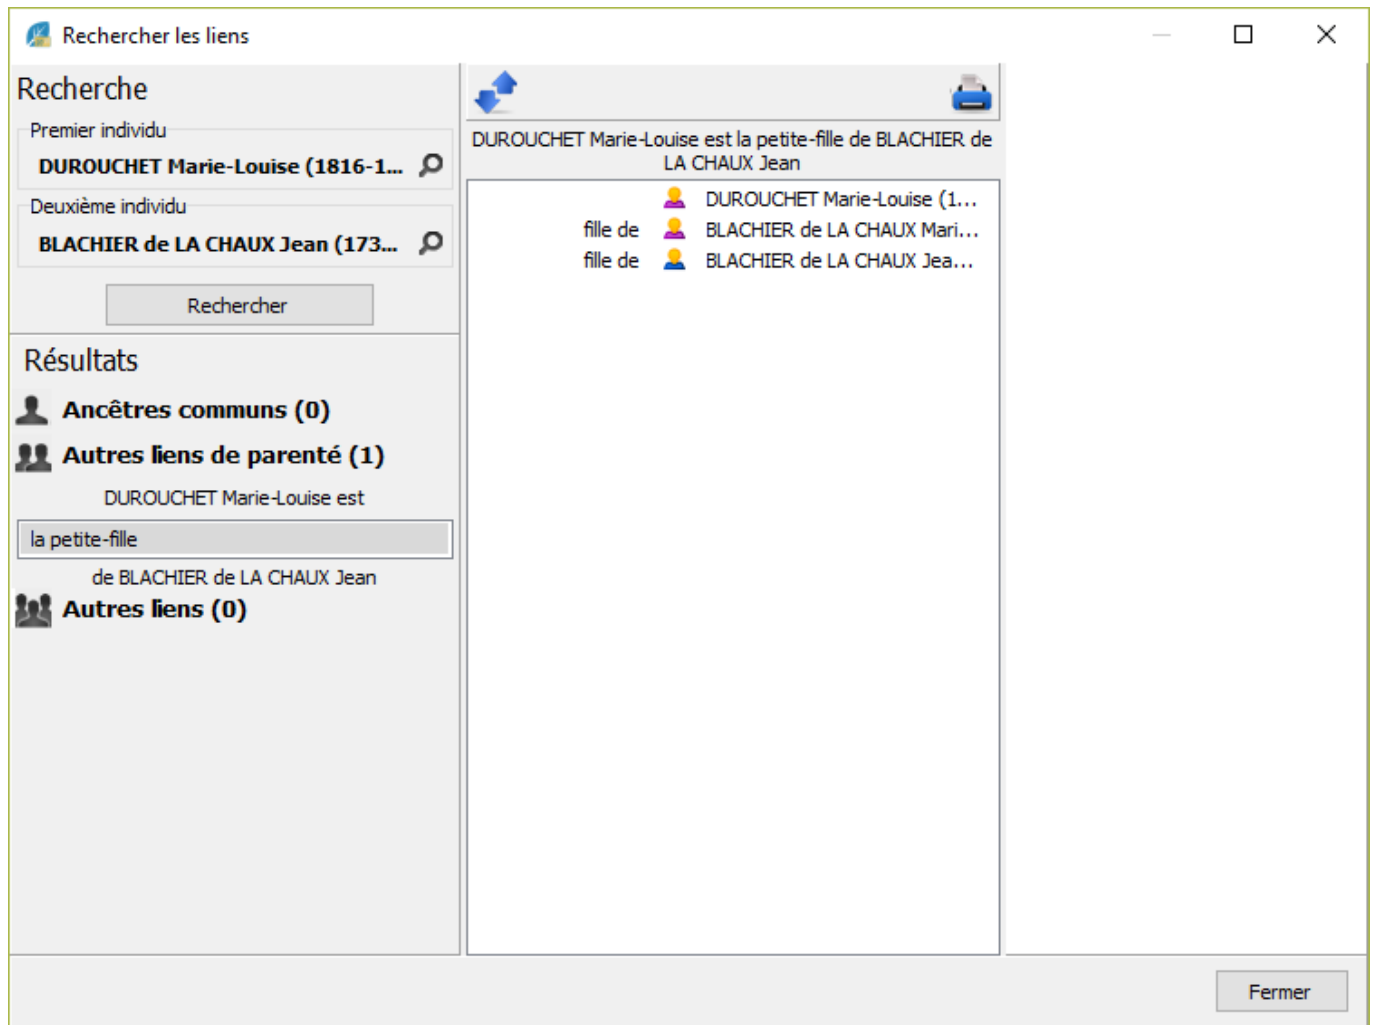 Rechercher les liens
Recherche
Premier individu
DUROUCHET Marie-Louise (1816-1...
Deuxième individu
BLACHIER de LA CHAUX Jean (173...
Rechercher
Résultats
Ancêtres communs (0)
Autres liens de parenté (1)
DUROUCHET Marie-Louise est
la petite-fille
de BLACHIER de LA CHAUX Jean
Autres liens (0)
DUROUCHET Marie-Louise est la petite-fille de BLACHIER de
LA CHAUX Jean
DUROUCHET Marie-Louise (1...
fille de BLACHIER de LA CHAUX Mari...
fille de BLACHIER de LA CHAUX Jea...
Fermer